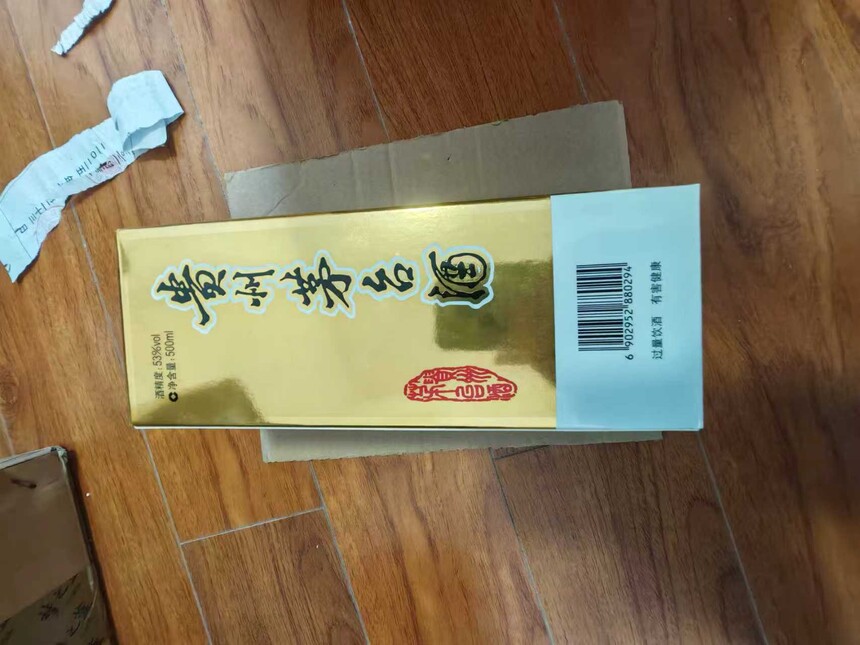 貴州茅台酒
酒精度:53%vol
净含量:500ml
6 902952 880294
过量饮酒 有害健康